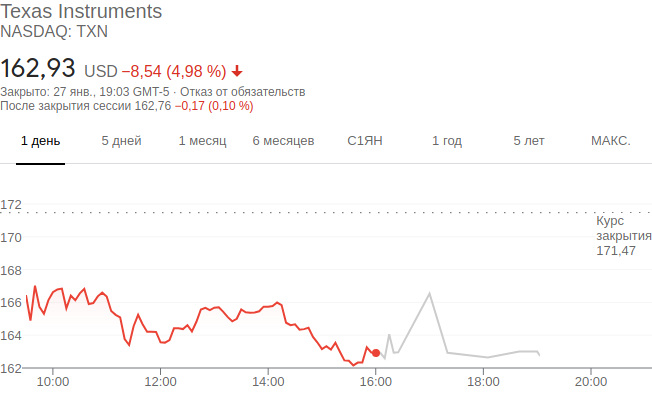 Texas Instruments
NASDAQ: TXN
162,93 USD −8,54 (4,98 %)
Закрыто: 27 янв., 19:03 GMT-5 · Отказ от обязательств
После закрытия сессии 162,76 −0,17 (0,10 %)
1 день 5 дней 1 месяц 6 месяцев С1ЯН 1 год 5 лет МАКС.
172
Курс
закрытия
171,47
170
168
166
164
162
10:00 12:00 14:00 16:00 18:00 20:00